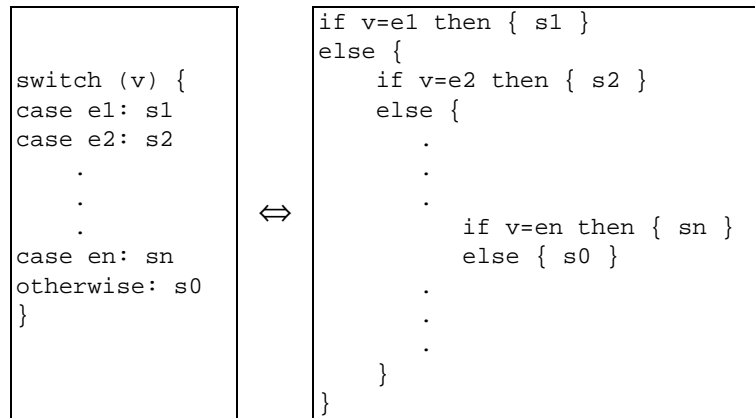 switch (v) {
case e1: s1
case e2: s2
.
.
.
case en: sn
otherwise: s0
}
⇔
if v=e1 then { s1 }
else {
if v=e2 then { s2 }
else {
.
.
.
if v=en then { sn }
else { s0 }
.
.
.
}
}